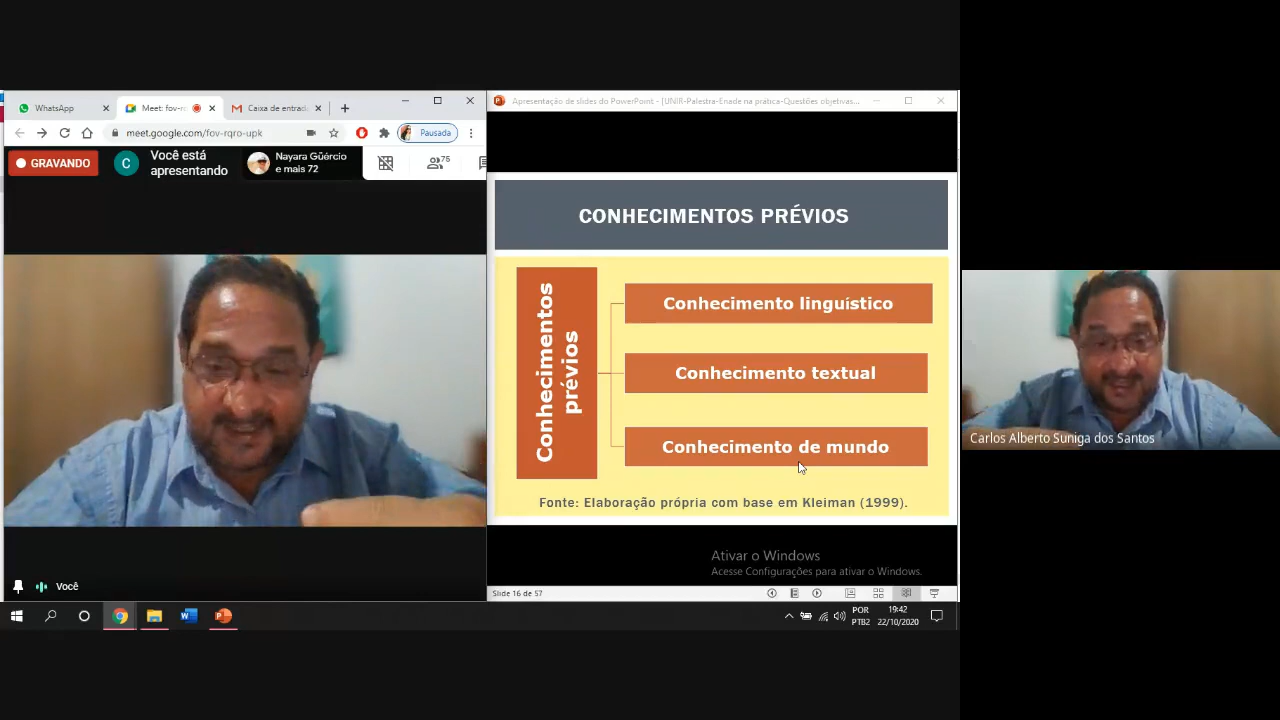 WhatsApp
Meet: fov-r
Caixa de entrad
meet.google.com/fov-rqro-upk
Pausada
GRAVANDO
C
Você está
apresentando
Nayara Güércio
e mais 72
75
Você
Apresentação de slides do PowerPoint - [UNIR-Palestra-Enade na prática-Questões objetivas...
CONHECIMENTOS PRÉVIOS
Conhecimentos
prévios
Conhecimento linguístico
Conhecimento textual
Conhecimento de mundo
Fonte: Elaboração própria com base em Kleiman (1999).
Ativar o Windows
Acesse Configurações para ativar o Windows.
Slide 16 de 57
POR
PTB2
19:42
22/10/2020
Carlos Alberto Suniga dos Santos